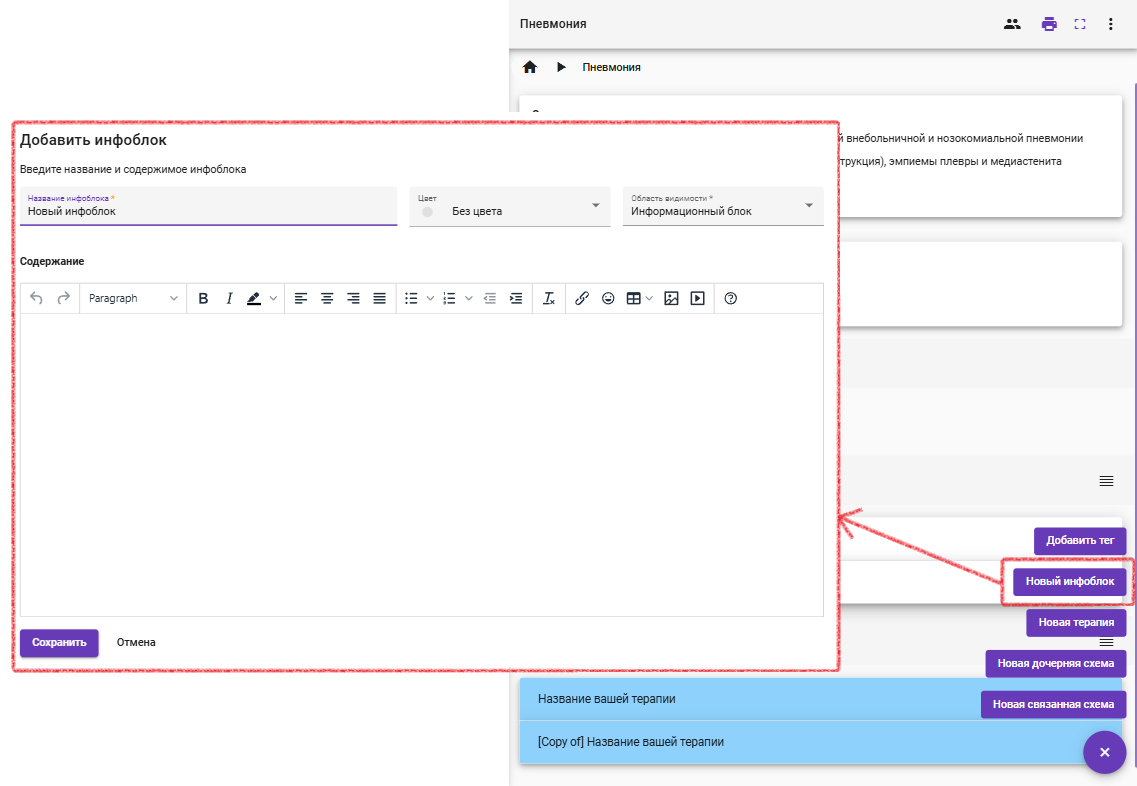 Пневмония
Пневмония
й внебольничной и нозокомиальной пневмонии
трукция), эмпиемы плевры и медиастенита
Добавить инфоблок
Введите название и содержимое инфоблока
Название инфоблока *
Новый инфоблок
Цвет
Без цвета
Область видимости *
Информационный блок
Содержание
Paragraph
Сохранить
Отмена
Добавить тег
Новый инфоблок
Новая терапия
Новая дочерняя схема
Новая связанная схема
Название вашей терапии
[Copy of] Название вашей терапии